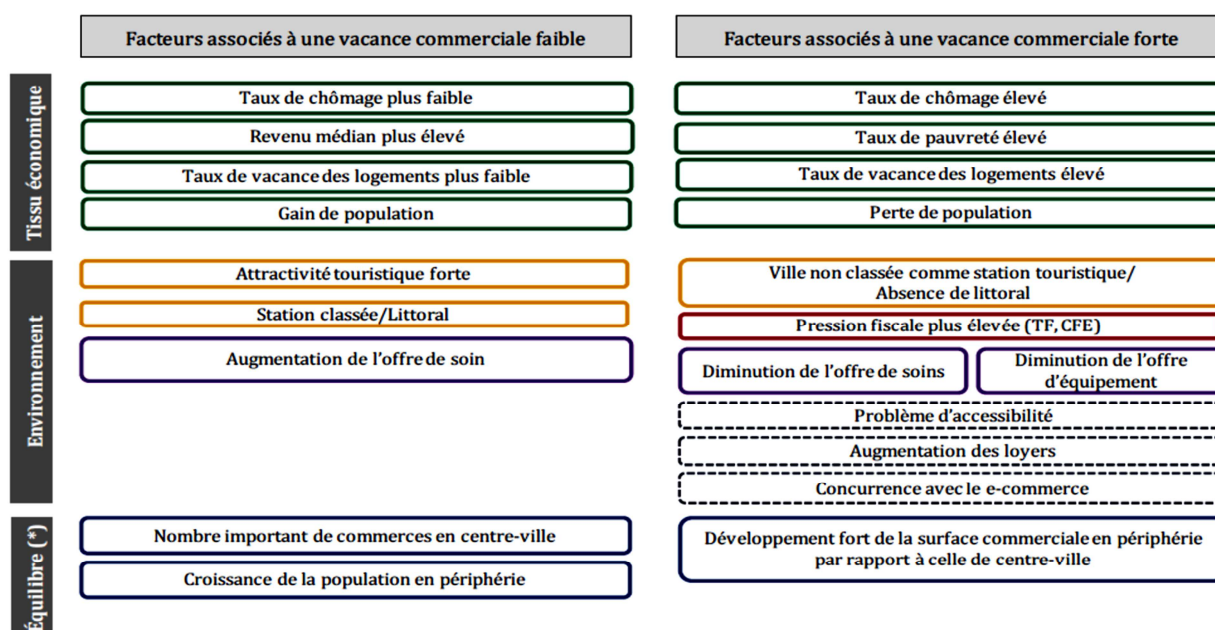 Facteurs associés à une vacance commerciale faible
Facteurs associés à une vacance commerciale forte
Tissu économique
Taux de chômage plus faible
Taux de chômage élevé
Revenu médian plus élevé
Taux de pauvreté élevé
Taux de vacance des logements plus faible
Taux de vacance des logements élevé
Gain de population
Perte de population
Environnement
Attractivité touristique forte
Ville non classée comme station touristique/
Absence de littoral
Station classée/Littoral
Pression fiscale plus élevée (TF, CFE)
Augmentation de l’offre de soin
Diminution de l’offre de soins
Diminution de l’offre
d’équipement
Problème d’accessibilité
Augmentation des loyers
Concurrence avec le e-commerce
Équilibre (*)
Nombre important de commerces en centre-ville
Développement fort de la surface commerciale en périphérie
par rapport à celle de centre-ville
Croissance de la population en périphérie